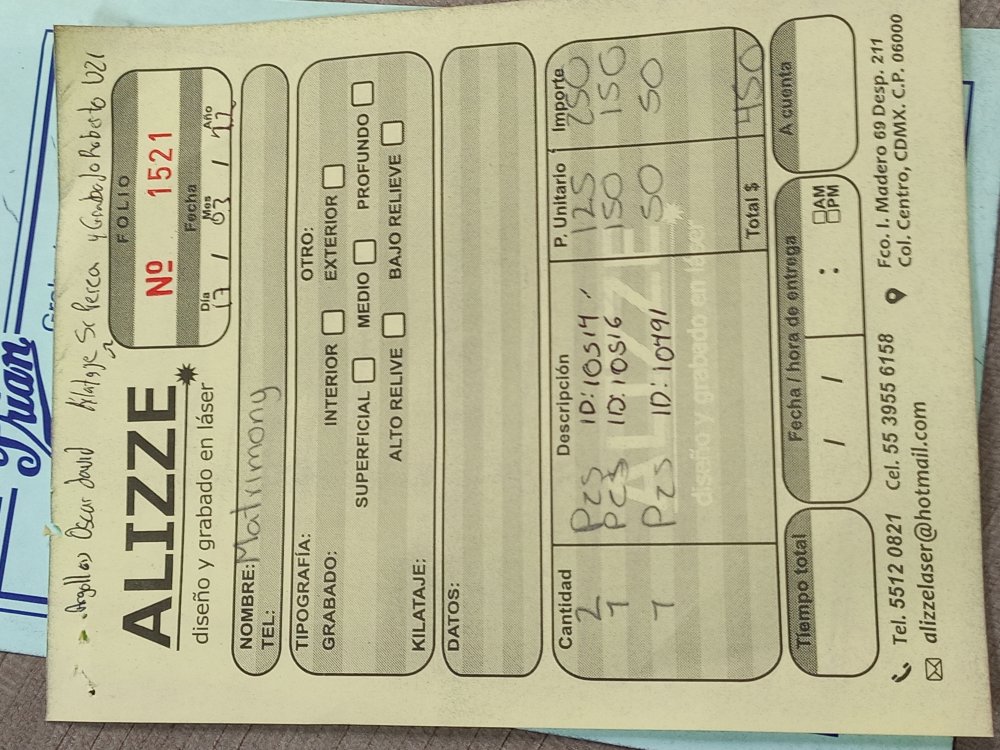 Argollas Oscar David Kilataje Sr Perea y Grabado Roberto U21
ALIZZE
diseño y grabado en láser
FOLIO
Nº 1521
Fecha
Día Mes Año
17 / 03 / 22
NOMBRE: Matrimony
TEL:
TIPOGRAFÍA: OTRO:
GRABADO: INTERIOR EXTERIOR
SUPERFICIAL MEDIO PROFUNDO
ALTO RELIVE BAJO RELIEVE
KILATAJE:
DATOS:
Cantidad Descripción P. Unitario Importe
2 Pzs ID: 10514 125 250
1 Pcs ID: 10516 150 150
1 Pzs ID: 10491 50 50
ALIZZE
diseño y grabado en láser
Total $ 450
Tiempo total Fecha / hora de entrega A cuenta
/ / : AM
PM
Tel. 5512 0821 Cel. 55 3955 6158 Fco. I. Madero 69 Desp. 211
alizzelaser@hotmail.com Col. Centro, CDMX. C.P. 06000